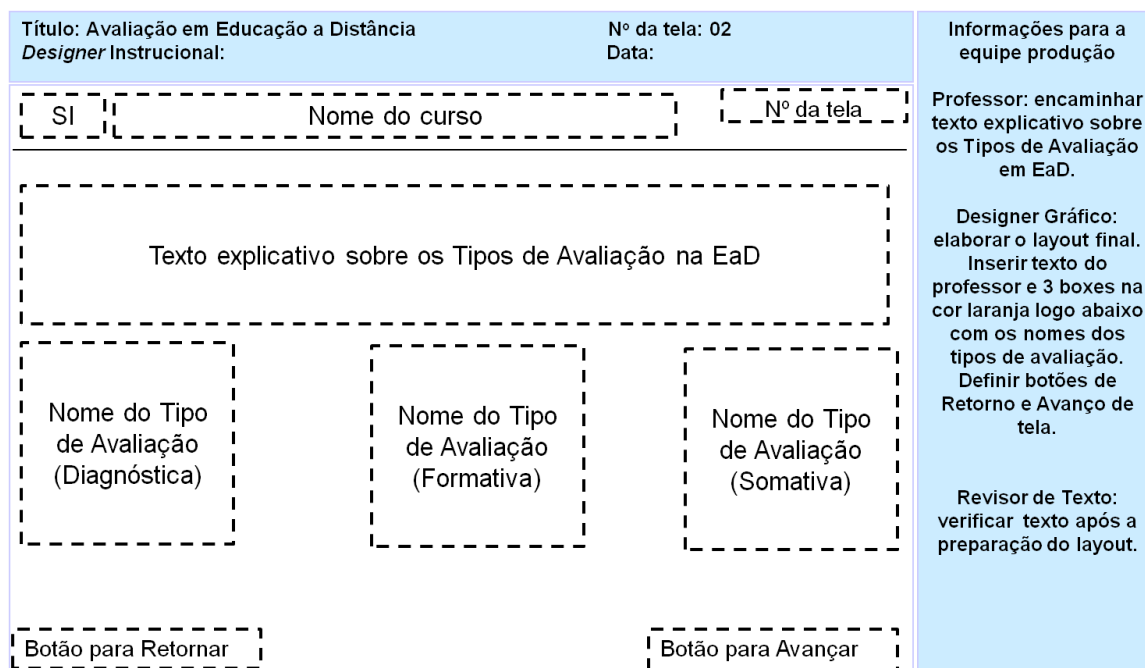 Título: Avaliação em Educação a Distância
Nº da tela: 02
Designer Instrucional:
Data:
SI
Nome do curso
Nº da tela
Texto explicativo sobre os Tipos de Avaliação na EaD
Nome do Tipo
de Avaliação
(Diagnóstica)
Nome do Tipo
de Avaliação
(Formativa)
Nome do Tipo
de Avaliação
(Somativa)
Botão para Retornar
Botão para Avançar
Informações para a
equipe produção
Professor: encaminhar
texto explicativo sobre
os Tipos de Avaliação
em EaD.
Designer Gráfico:
elaborar o layout final.
Inserir texto do
professor e 3 boxes na
cor laranja logo abaixo
com os nomes dos
tipos de avaliação.
Definir botões de
Retorno e Avanço de
tela.
Revisor de Texto:
verificar texto após a
preparação do layout.